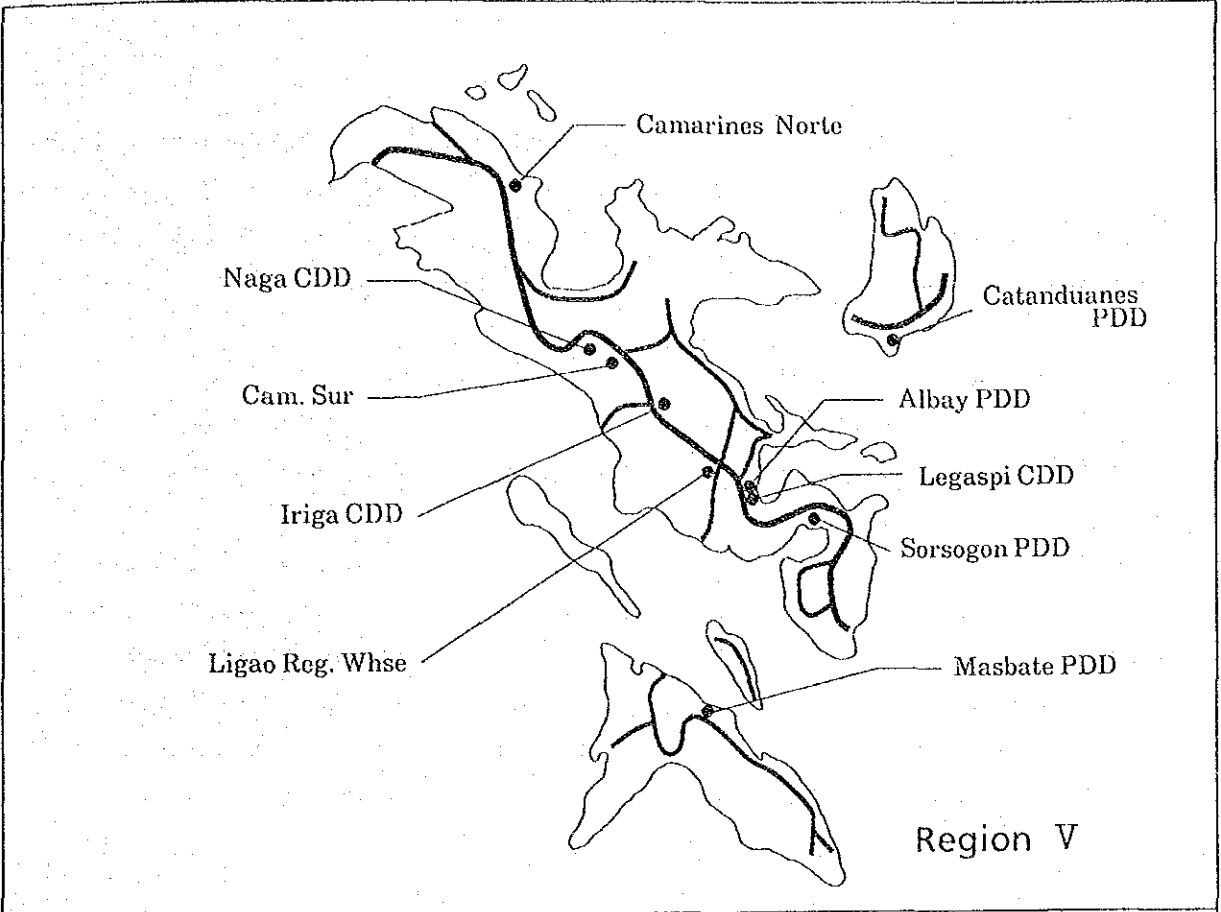 Camarines Norte
Naga CDD
Catanduanes
PDD
Cam. Sur
Albay PDD
Legaspi CDD
Iriga CDD
Sorsogon PDD
Ligao Reg. Whse
Masbate PDD
Region V